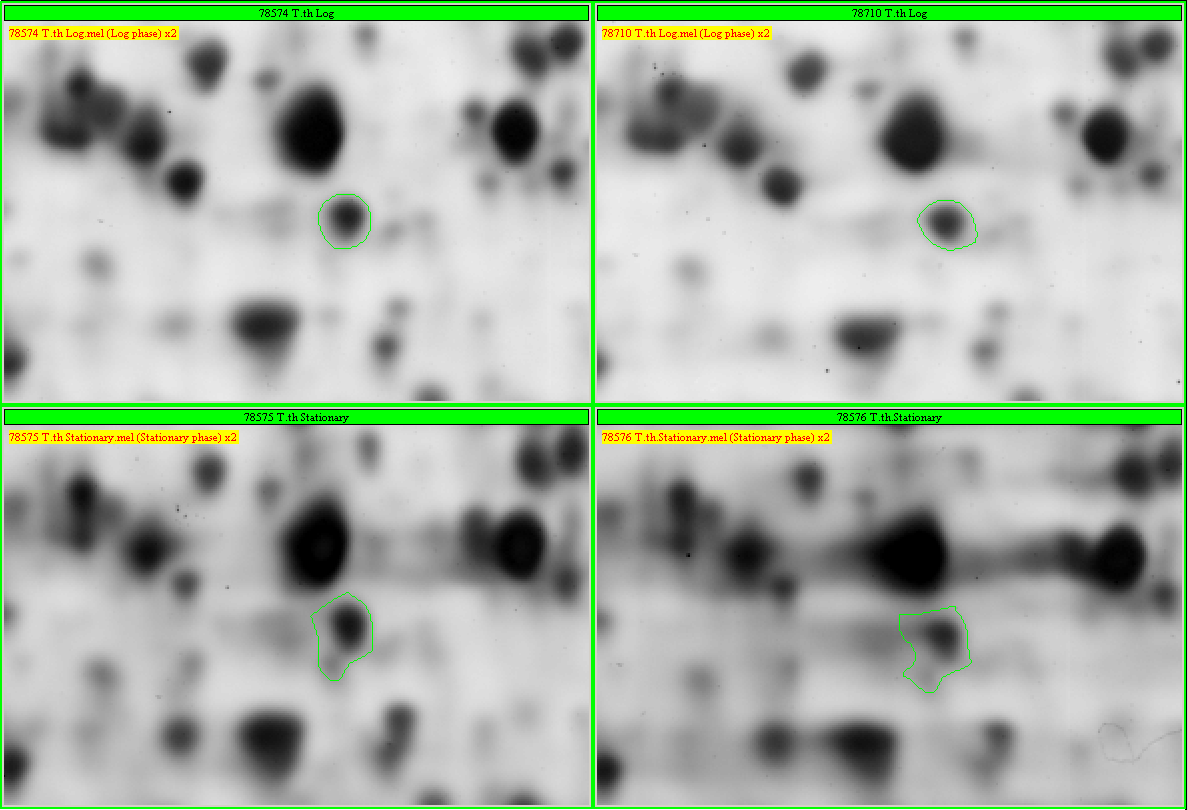 78574 T.th Log
78574 T.th Log.mel (Log phase) x2
78710 T.th Log
78710 T.th Log.mel (Log phase) x2
78575 T.th Stationary
78575 T.th Stationary.mel (Stationary phase) x2
78576 T.th.Stationary
78576 T.th.Stationary.mel (Stationary phase) x2